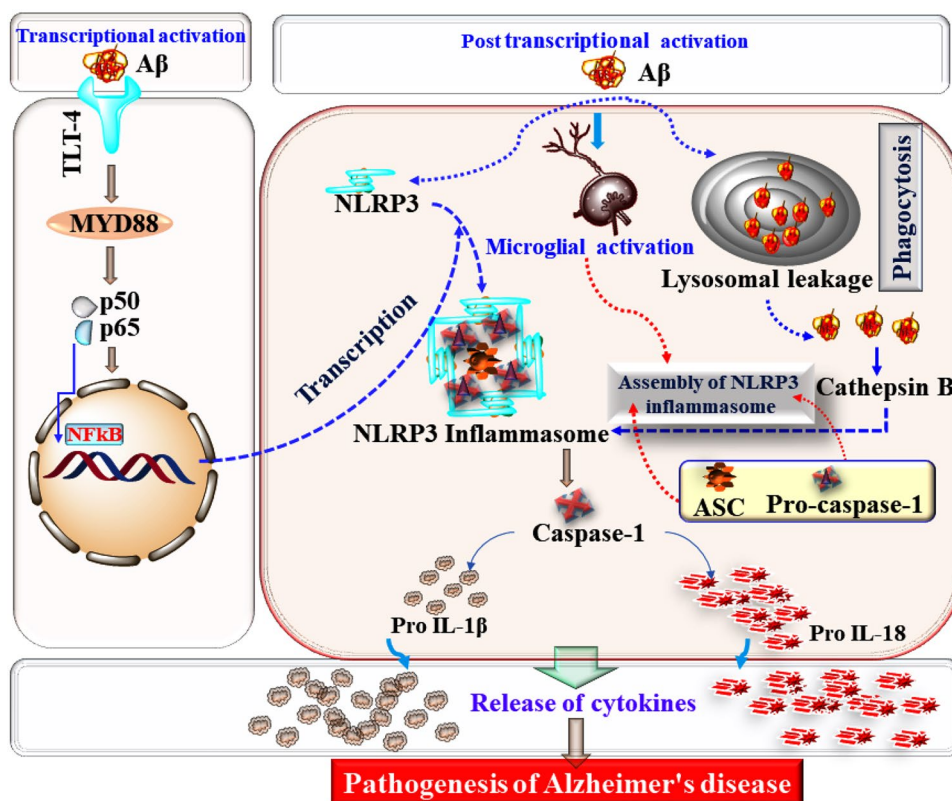 Transcriptional activation
Aβ
TLT-4
MYD88
p50
p65
NFkB
Transcription
Post transcriptional activation
Aβ
NLRP3
Microglial activation
Lysosomal leakage
Phagocytosis
Cathepsin B
Assembly of NLRP3
inflammasome
NLRP3 Inflammasome
ASC
Pro-caspase-1
Caspase-1
Pro IL-1β
Pro IL-18
Release of cytokines
Pathogenesis of Alzheimer's disease